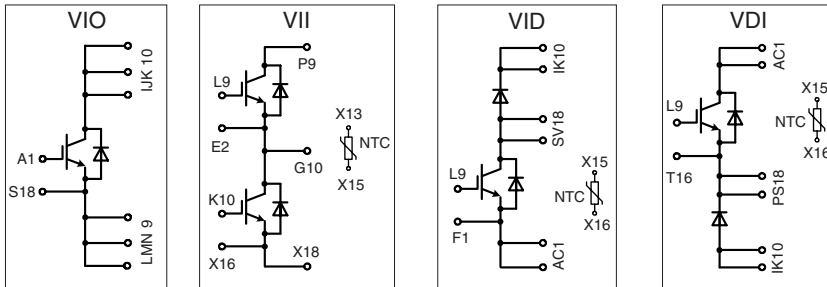 VIO
IJK 10
A1
S18
LMN 9
VII
P9
L9
X13
NTC
X15
E2
G10
K10
X16
X18
VID
IK10
SV18
L9
X15
NTC
X16
F1
AC1
VDI
AC1
L9
X15
NTC
X16
T16
PS18
IK10